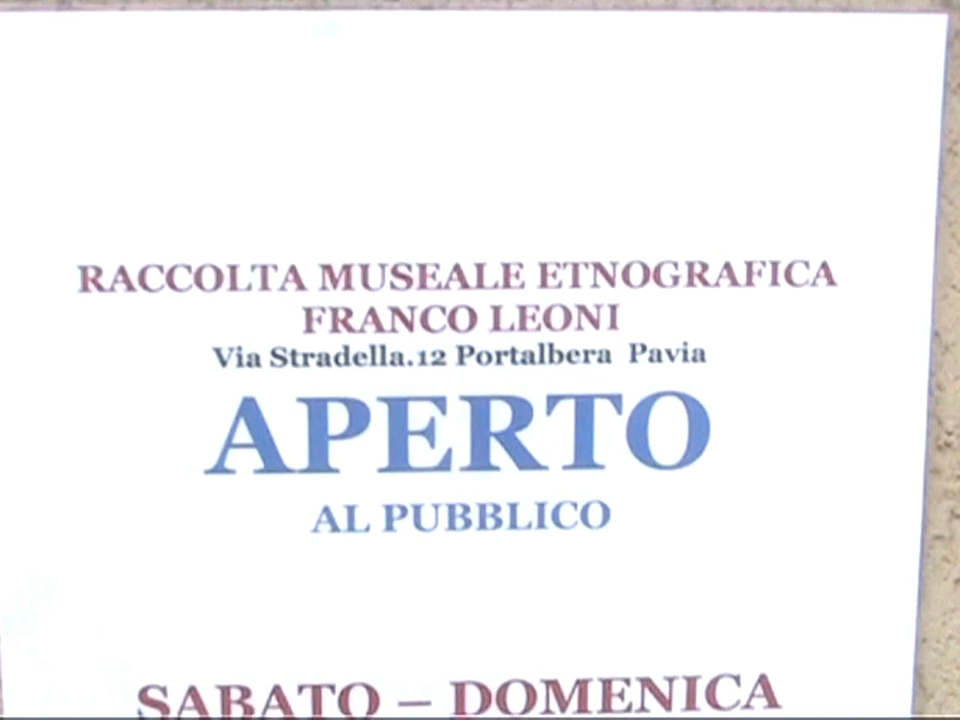 RACCOLTA MUSEALE ETNOGRAFICA
FRANCO LEONI
Via Stradella.12 Portalbera Pavia
APERTO
AL PUBBLICO
SABATO – DOMENICA